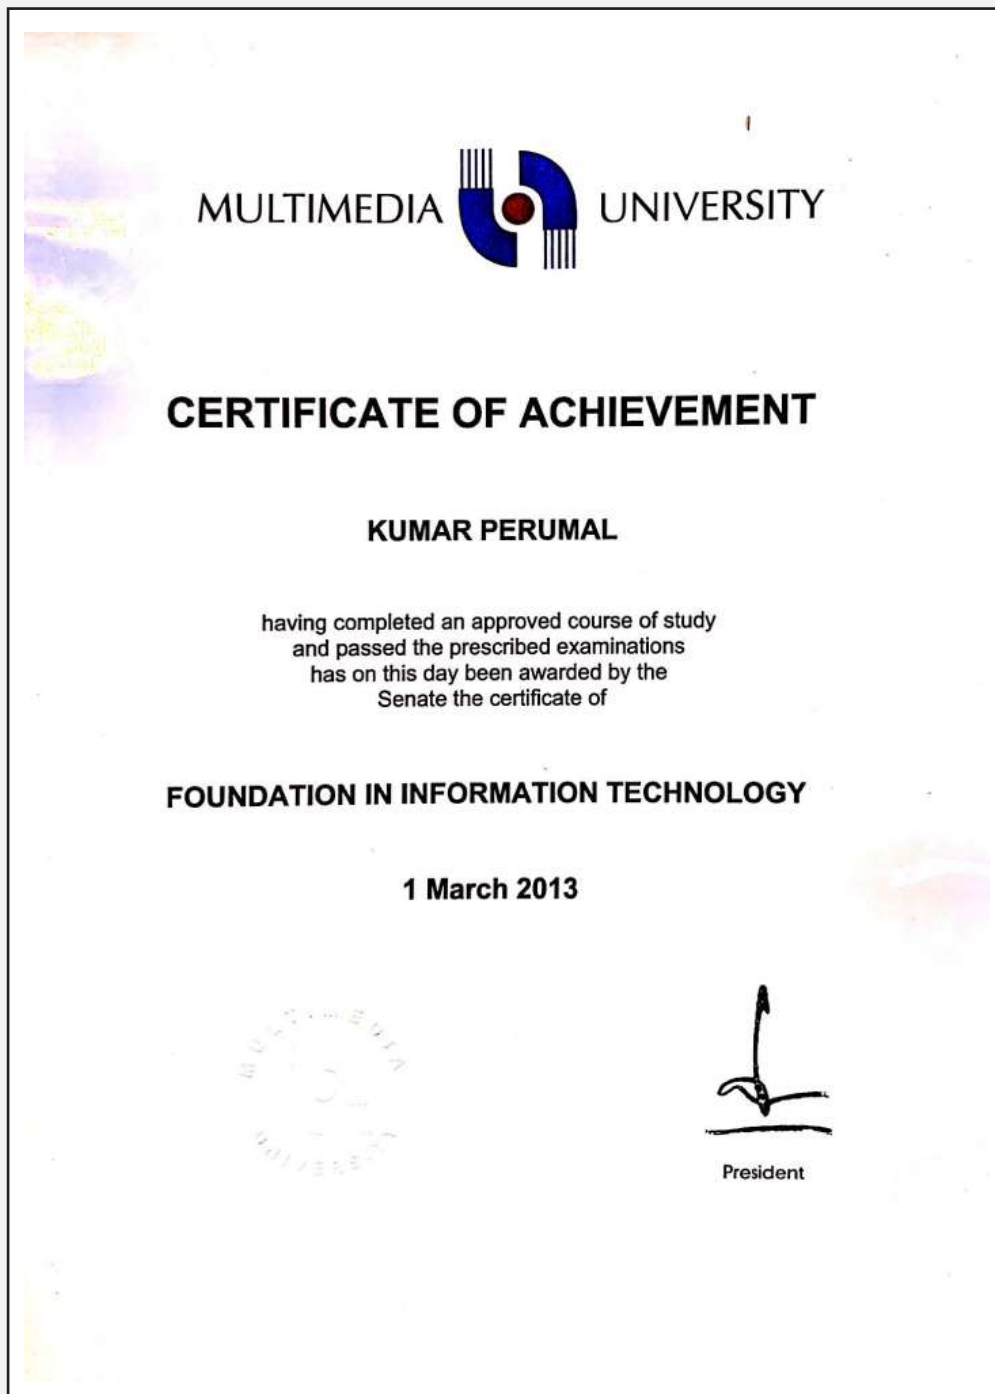 MULTIMEDIA UNIVERSITY
CERTIFICATE OF ACHIEVEMENT
KUMAR PERUMAL
having completed an approved course of study
and passed the prescribed examinations
has on this day been awarded by the
Senate the certificate of
FOUNDATION IN INFORMATION TECHNOLOGY
1 March 2013
MULTIMEDIA
President